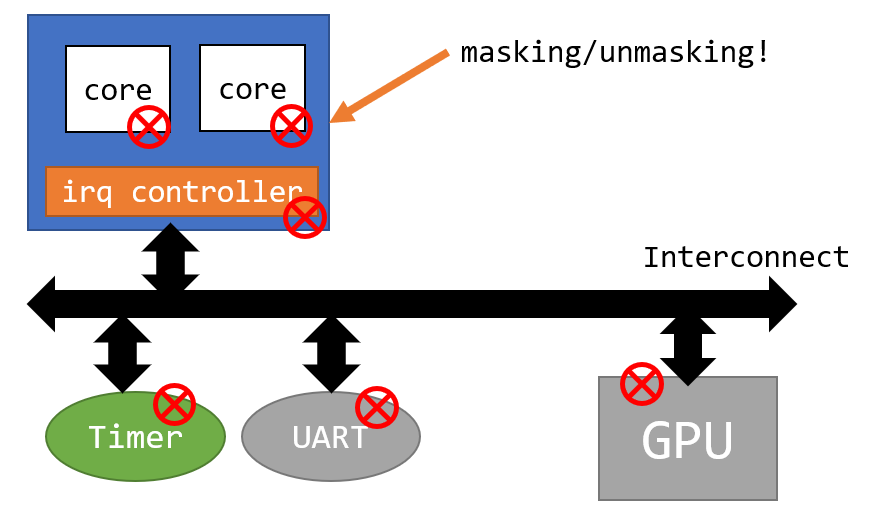 masking/unmasking!
core
core
irq controller
Interconnect
Timer
UART
GPU